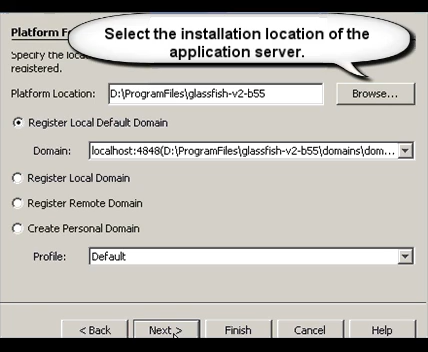 Select the installation location of the
application server.
Platform F
Specify the loca
registered.
Platform Location: D:\ProgramFiles\glassfish-v2-b55 Browse...
Register Local Default Domain
Domain: localhost:4848(D:\ProgramFiles\glassfish-v2-b55\domains\dom...
Register Local Domain
Register Remote Domain
Create Personal Domain
Profile: Default
< Back Next > Finish Cancel Help